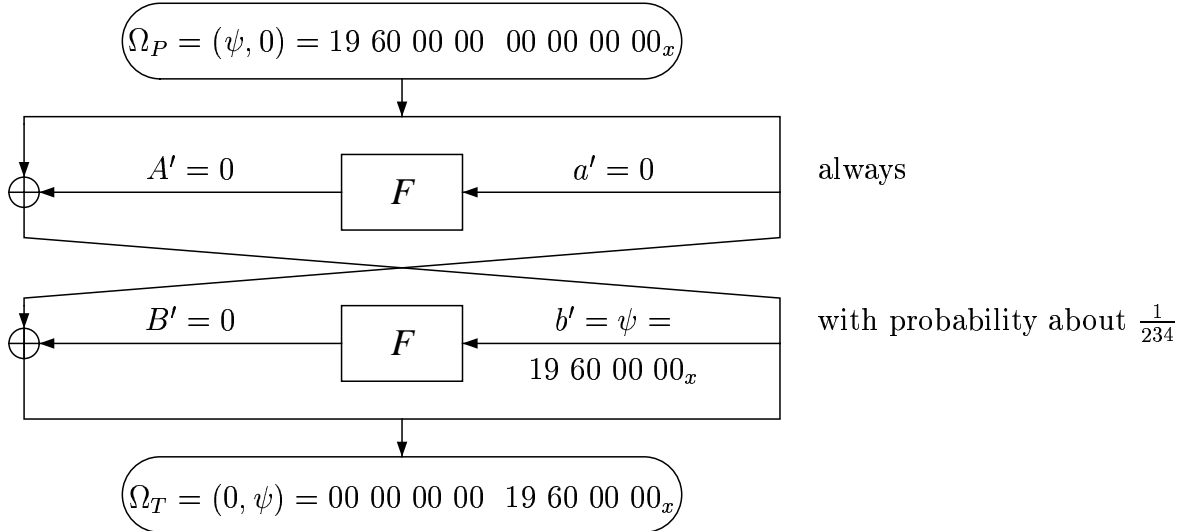 Ω_P = (ψ, 0) = 19 60 00 00 00 00 00 00_x
A′ = 0
F
a′ = 0
always
B′ = 0
F
b′ = ψ =
19 60 00 00_x
with probability about 1/234
Ω_T = (0, ψ) = 00 00 00 00 19 60 00 00_x